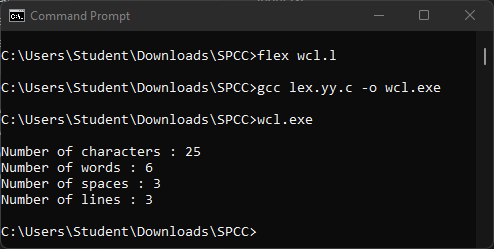 Command Prompt
C:\Users\Student\Downloads\SPCC>flex wcl.l
C:\Users\Student\Downloads\SPCC>gcc lex.yy.c -o wcl.exe
C:\Users\Student\Downloads\SPCC>wcl.exe
Number of characters : 25
Number of words : 6
Number of spaces : 3
Number of lines : 3
C:\Users\Student\Downloads\SPCC>